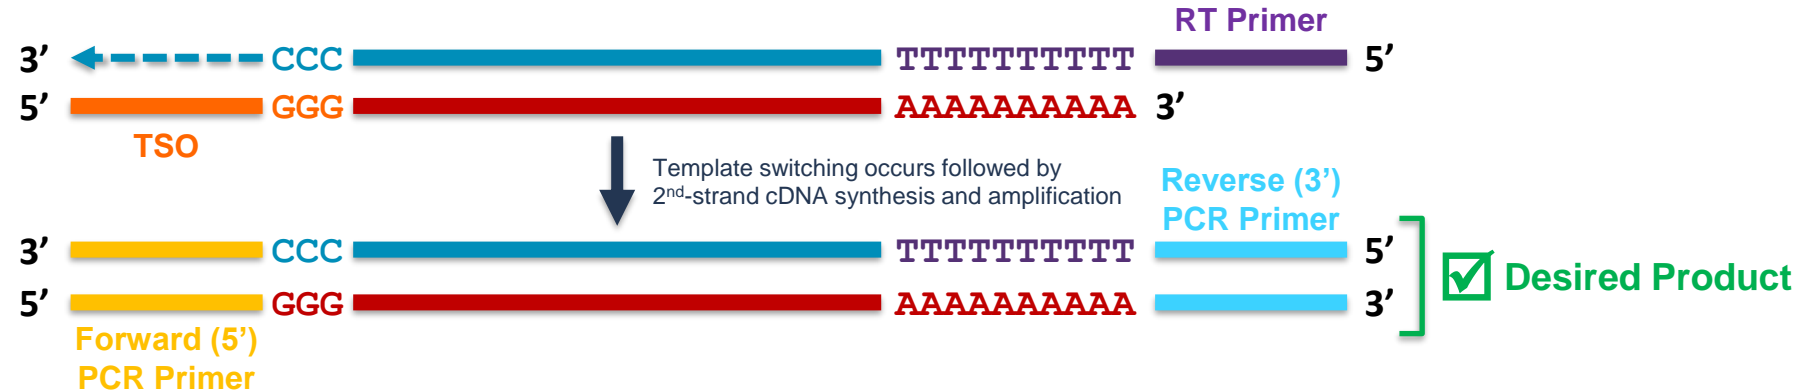 RT Primer
3’ CCC TTTTTTTTTT 5’
5’ GGG AAAAAAAAAA 3’
TSO
Template switching occurs followed by
2nd-strand cDNA synthesis and amplification
Reverse (3’)
PCR Primer
3’ CCC TTTTTTTTTT 5’
5’ GGG AAAAAAAAAA 3’
Desired Product
Forward (5’)
PCR Primer